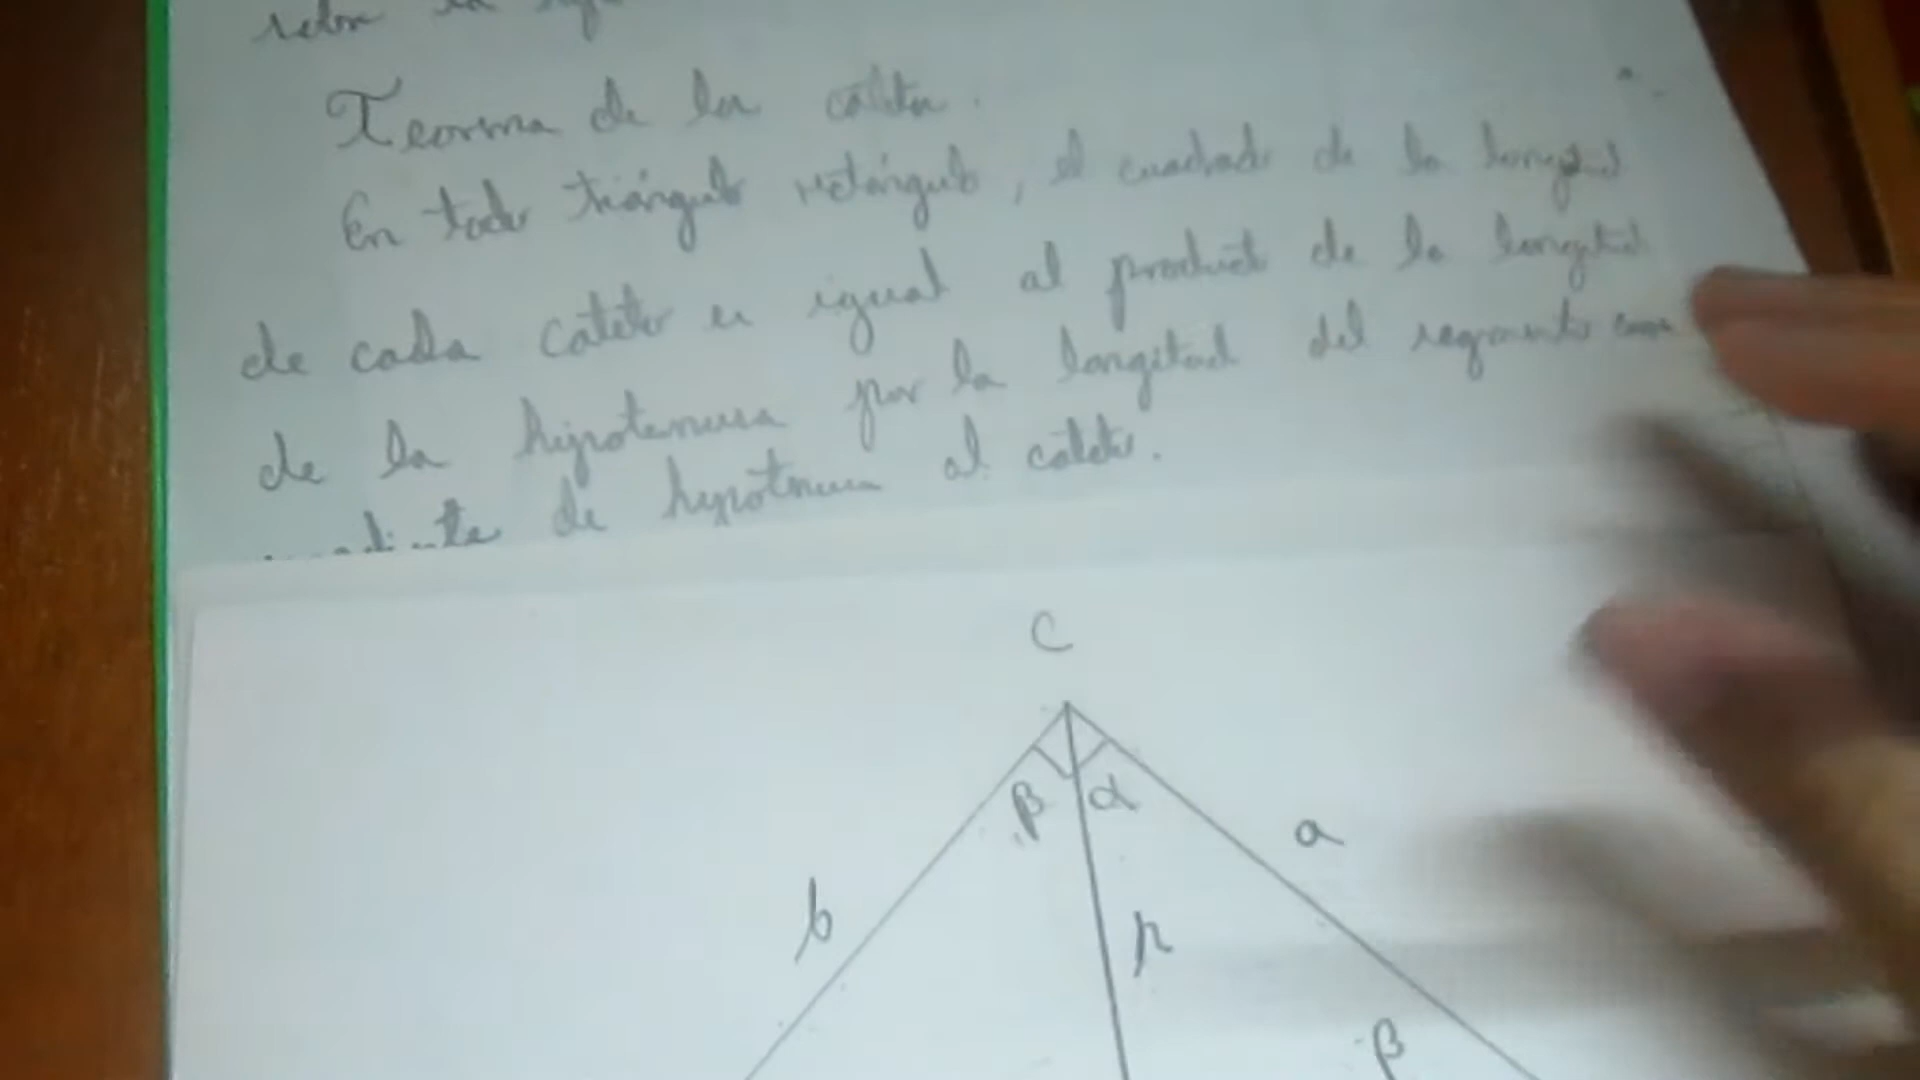 Teorema de los catetos.
En todo triángulo rectángulo, el cuadrado de la longitud
de cada cateto es igual al producto de la longitud
de la hipotenusa por la longitud del segmento
de hipotenusa al cateto.
C
β α
a
b
h
β